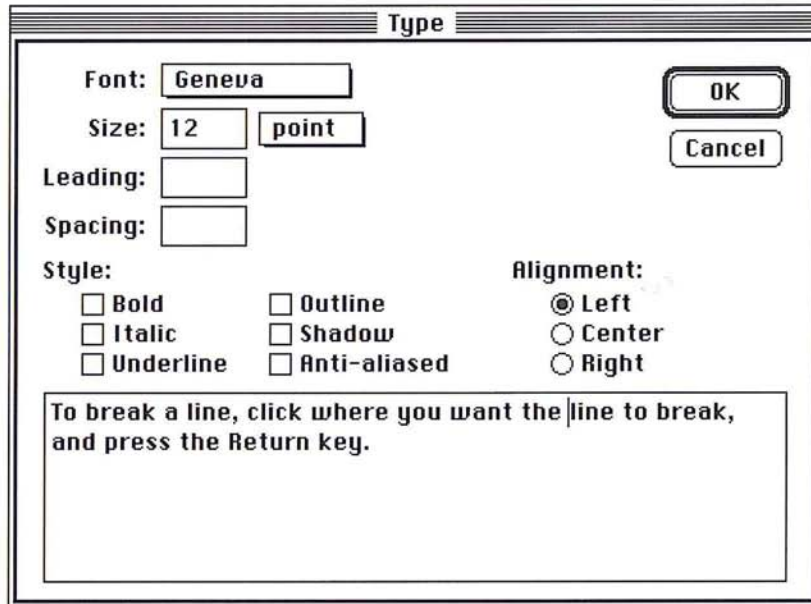 Type
Font: Geneva
Size: 12 point
Leading:
Spacing:
OK
Cancel
Style:
Bold
Italic
Underline
Outline
Shadow
Anti-aliased
Alignment:
Left
Center
Right
To break a line, click where you want the line to break,
and press the Return key.